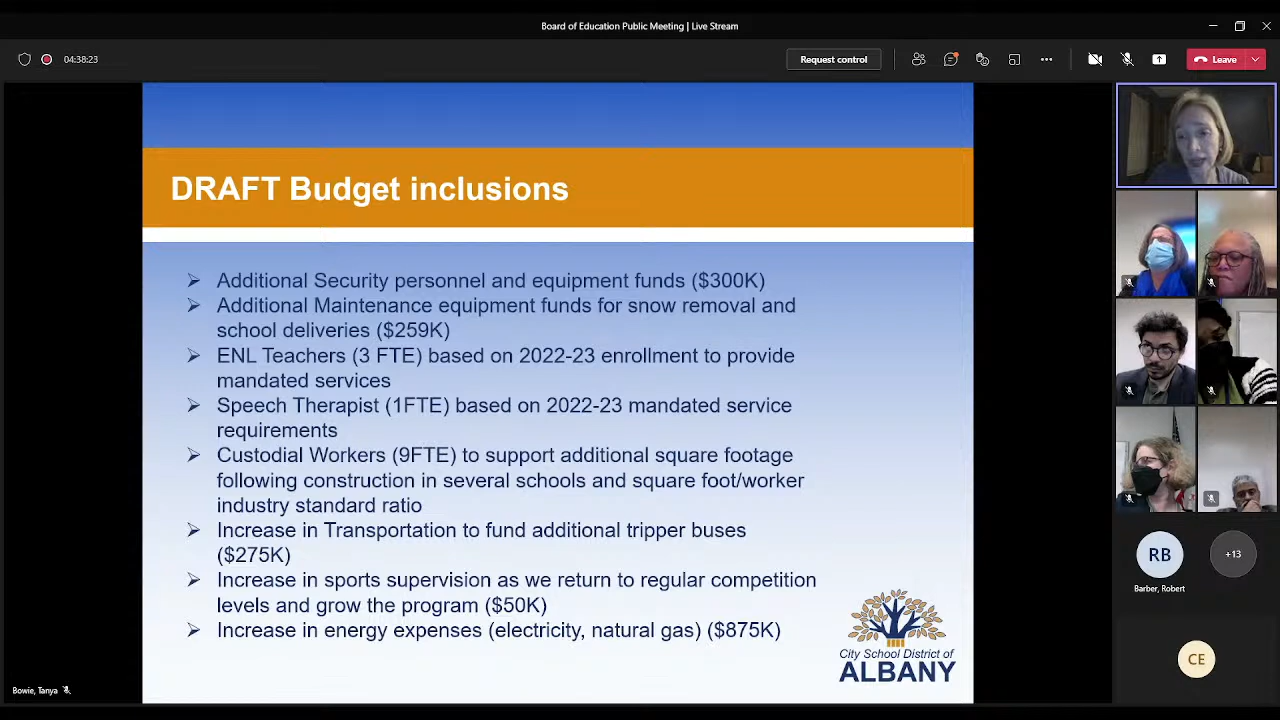 Board of Education Public Meeting | Live Stream
04:38:23
Request control
Leave
DRAFT Budget inclusions
Additional Security personnel and equipment funds ($300K)
Additional Maintenance equipment funds for snow removal and
school deliveries ($259K)
ENL Teachers (3 FTE) based on 2022-23 enrollment to provide
mandated services
Speech Therapist (1FTE) based on 2022-23 mandated service
requirements
Custodial Workers (9FTE) to support additional square footage
following construction in several schools and square foot/worker
industry standard ratio
Increase in Transportation to fund additional tripper buses
($275K)
Increase in sports supervision as we return to regular competition
levels and grow the program ($50K)
Increase in energy expenses (electricity, natural gas) ($875K)
City School District of
ALBANY
RB
+13
Barber, Robert
CE
Bowie, Tanya